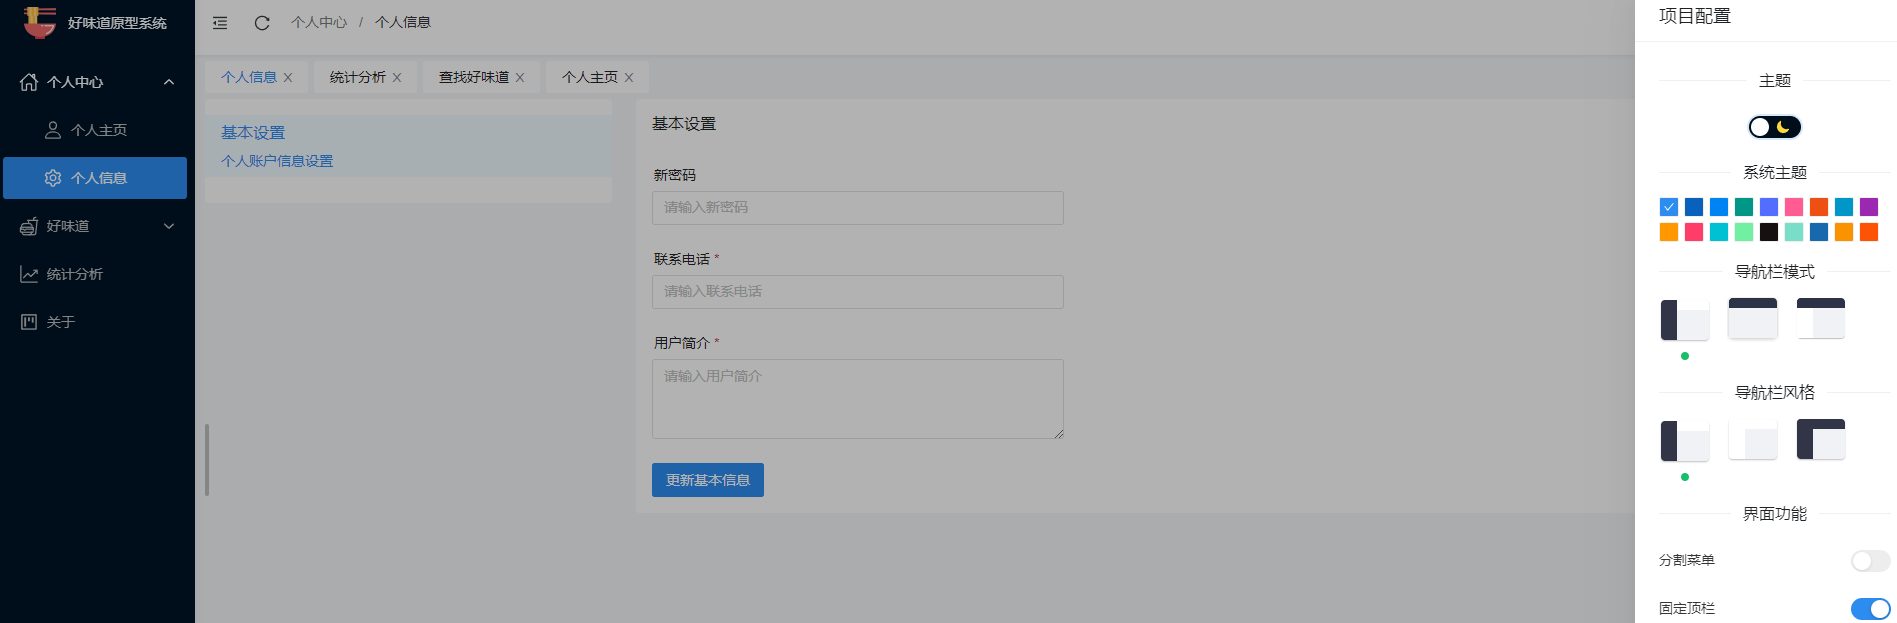 好味道原型系统
个人中心
个人主页
个人信息
好味道
统计分析
关于
个人中心 / 个人信息
个人信息 统计分析 查找好味道 个人主页
基本设置
个人账户信息设置
基本设置
新密码
请输入新密码
联系电话 *
请输入联系电话
用户简介 *
请输入用户简介
更新基本信息
项目配置
主题
系统主题
导航栏模式
导航栏风格
界面功能
分割菜单
固定顶栏